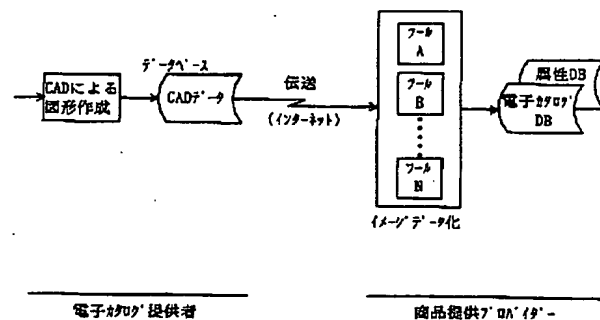 CADによる
図形作成
データベース
CADデータ
伝送
(インターネット)
ツール
A
ツール
B
ツール
N
イメージデータ化
属性DB
電子カタログ
DB
電子カタログ提供者
商品提供プロバイダー